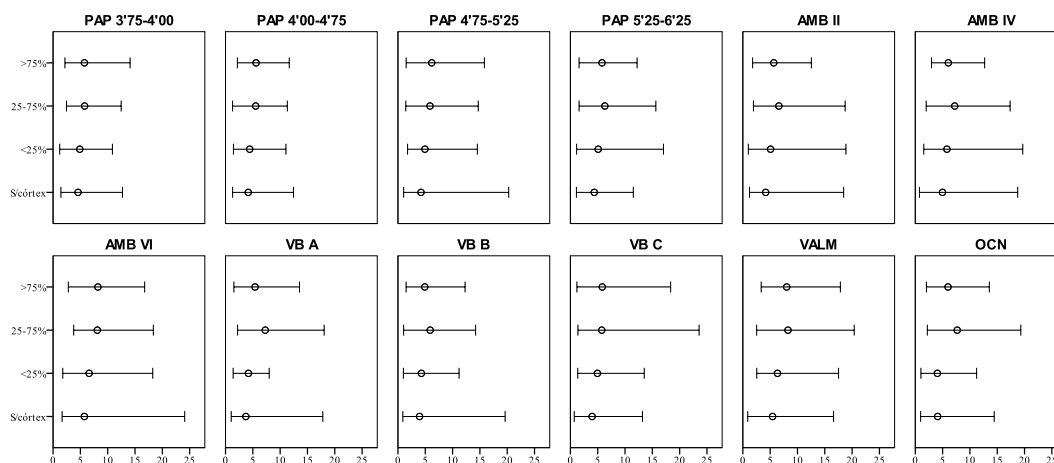 PAP 3'75-4'00 PAP 4'00-4'75 PAP 4'75-5'25 PAP 5'25-6'25 AMB II AMB IV
>75%
25-75%
<25%
S/córtex
AMB VI VB A VB B VB C VALM OCN
>75%
25-75%
<25%
S/córtex
0 5 10 15 20 25 0 5 10 15 20 25 0 5 10 15 20 25 0 5 10 15 20 25 0 5 10 15 20 25 0 5 10 15 20 25